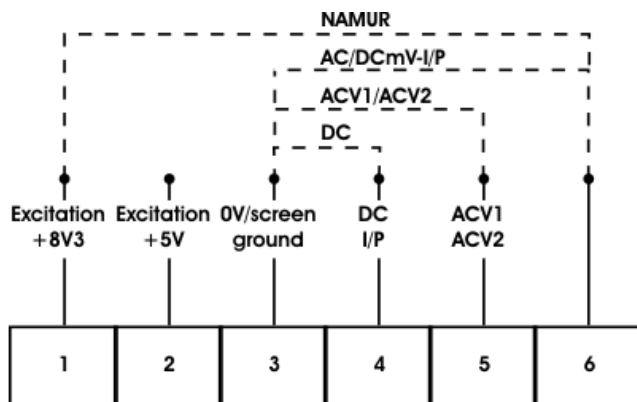 NAMUR
AC/DCmV-I/P
ACV1/ACV2
DC
Excitation
+8V3
Excitation
+5V
0V/screen
ground
DC
I/P
ACV1
ACV2
1 2 3 4 5 6